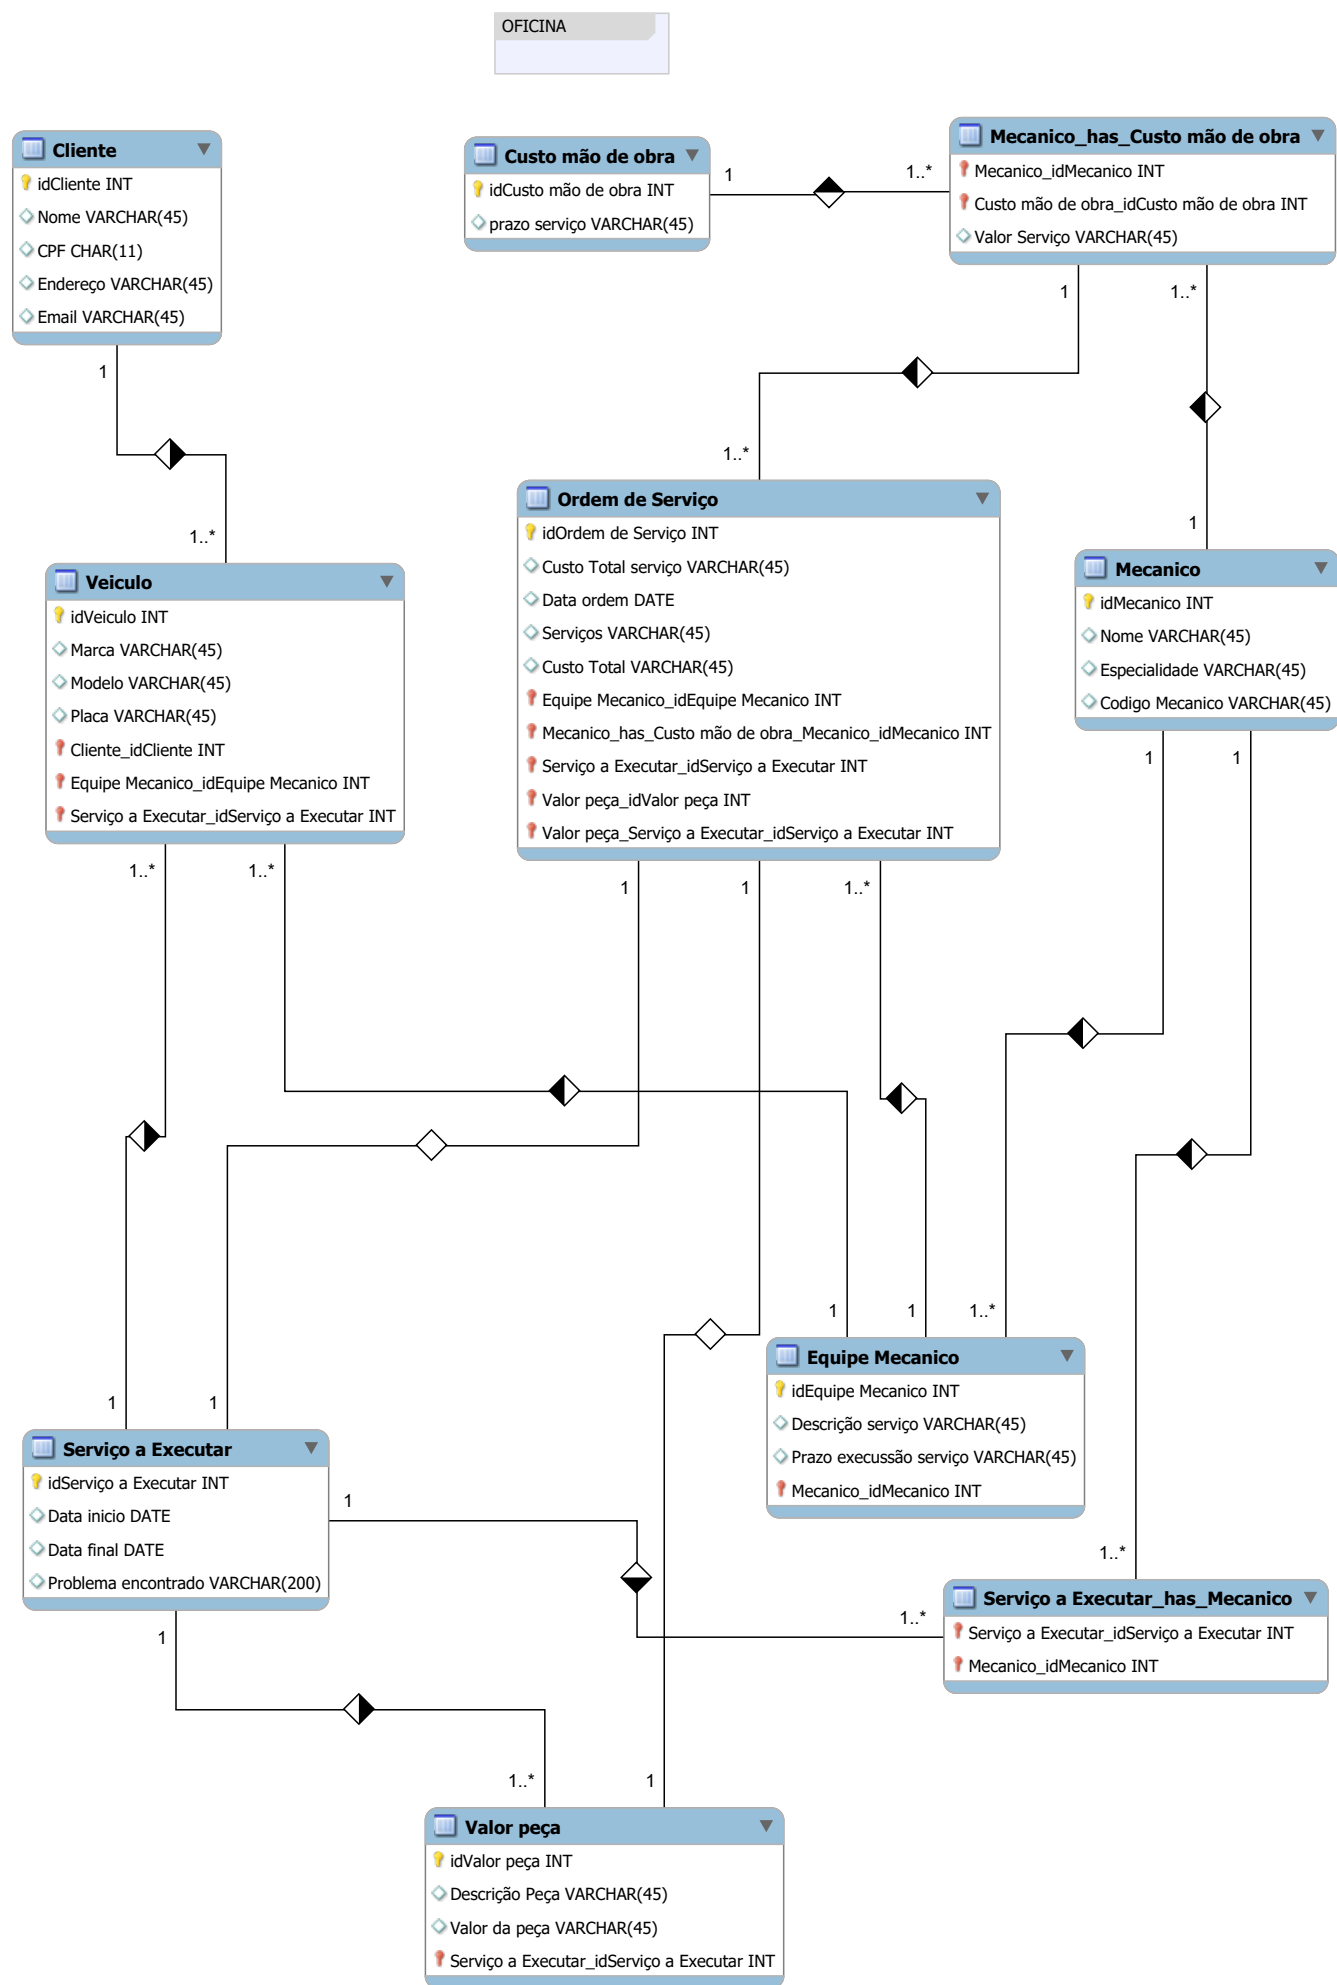 OFICINA
Cliente
idCliente INT
Nome VARCHAR(45)
CPF CHAR(11)
Endereço VARCHAR(45)
Email VARCHAR(45)
Custo mão de obra
idCusto mão de obra INT
prazo serviço VARCHAR(45)
1
1..*
Mecanico_has_Custo mão de obra
Mecanico_idMecanico INT
Custo mão de obra_idCusto mão de obra INT
Valor Serviço VARCHAR(45)
1
1..*
1
1..*
1..*
1
Veiculo
idVeiculo INT
Marca VARCHAR(45)
Modelo VARCHAR(45)
Placa VARCHAR(45)
Cliente_idCliente INT
Equipe Mecanico_idEquipe Mecanico INT
Serviço a Executar_idServiço a Executar INT
Ordem de Serviço
idOrdem de Serviço INT
Custo Total serviço VARCHAR(45)
Data ordem DATE
Serviços VARCHAR(45)
Custo Total VARCHAR(45)
Equipe Mecanico_idEquipe Mecanico INT
Mecanico_has_Custo mão de obra_Mecanico_idMecanico INT
Serviço a Executar_idServiço a Executar INT
Valor peça_idValor peça INT
Valor peça_Serviço a Executar_idServiço a Executar INT
Mecanico
idMecanico INT
Nome VARCHAR(45)
Especialidade VARCHAR(45)
Codigo Mecanico VARCHAR(45)
1
1
1..*
1..*
1
1
1..*
1
1
1..*
1
1
Equipe Mecanico
idEquipe Mecanico INT
Descrição serviço VARCHAR(45)
Prazo execussão serviço VARCHAR(45)
Mecanico_idMecanico INT
Serviço a Executar
idServiço a Executar INT
Data inicio DATE
Data final DATE
Problema encontrado VARCHAR(200)
1
1..*
1..*
Serviço a Executar_has_Mecanico
Serviço a Executar_idServiço a Executar INT
Mecanico_idMecanico INT
1
1..*
1
Valor peça
idValor peça INT
Descrição Peça VARCHAR(45)
Valor da peça VARCHAR(45)
Serviço a Executar_idServiço a Executar INT